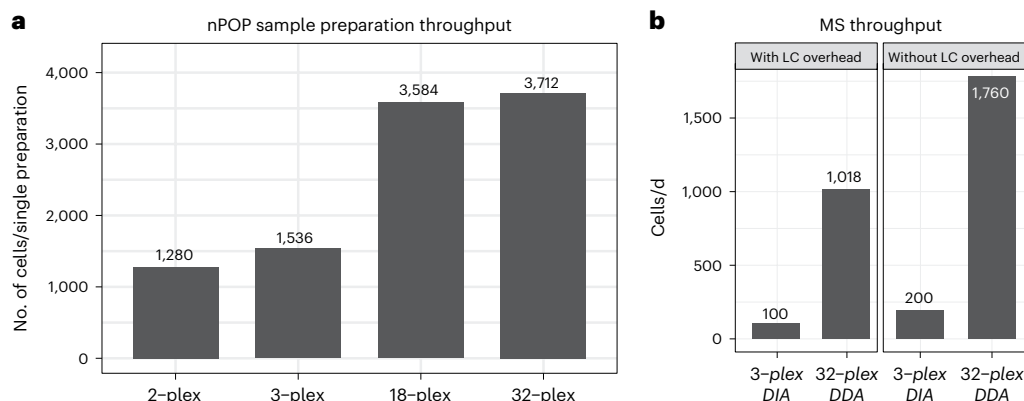 a
nPOP sample preparation throughput
No. of cells/single preparation
4,000
3,000
2,000
1,000
0
1,280
1,536
3,584
3,712
2–plex
3–plex
18–plex
32–plex
b
MS throughput
With LC overhead
Without LC overhead
Cells/d
1,500
1,000
500
0
100
1,018
200
1,760
3–plex
DIA
32–plex
DDA
3–plex
DIA
32–plex
DDA